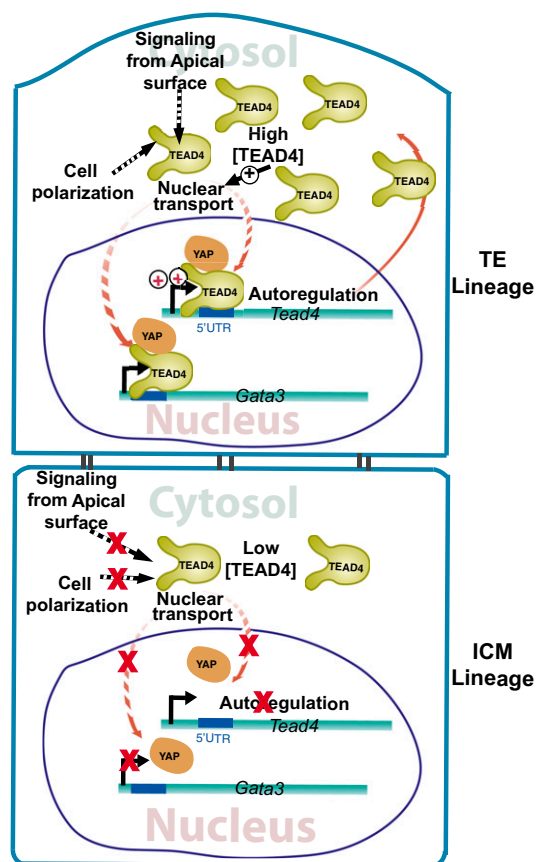 Cytosol
Signaling
from Apical
surface
TEAD4
TEAD4
TEAD4
High
[TEAD4]
+
TEAD4
Cell
polarization
Nuclear
transport
TEAD4
TEAD4
YAP
+ +
TEAD4
Autoregulation
Tead4
5'UTR
YAP
TEAD4
Gata3
Nucleus
TE
Lineage
Cytosol
Signaling
from Apical
surface
X
Low
[TEAD4]
TEAD4
TEAD4
Cell
polarization
X
Nuclear
transport
X
X
YAP
Autoregulation
X
Tead4
5'UTR
X
YAP
Gata3
Nucleus
ICM
Lineage